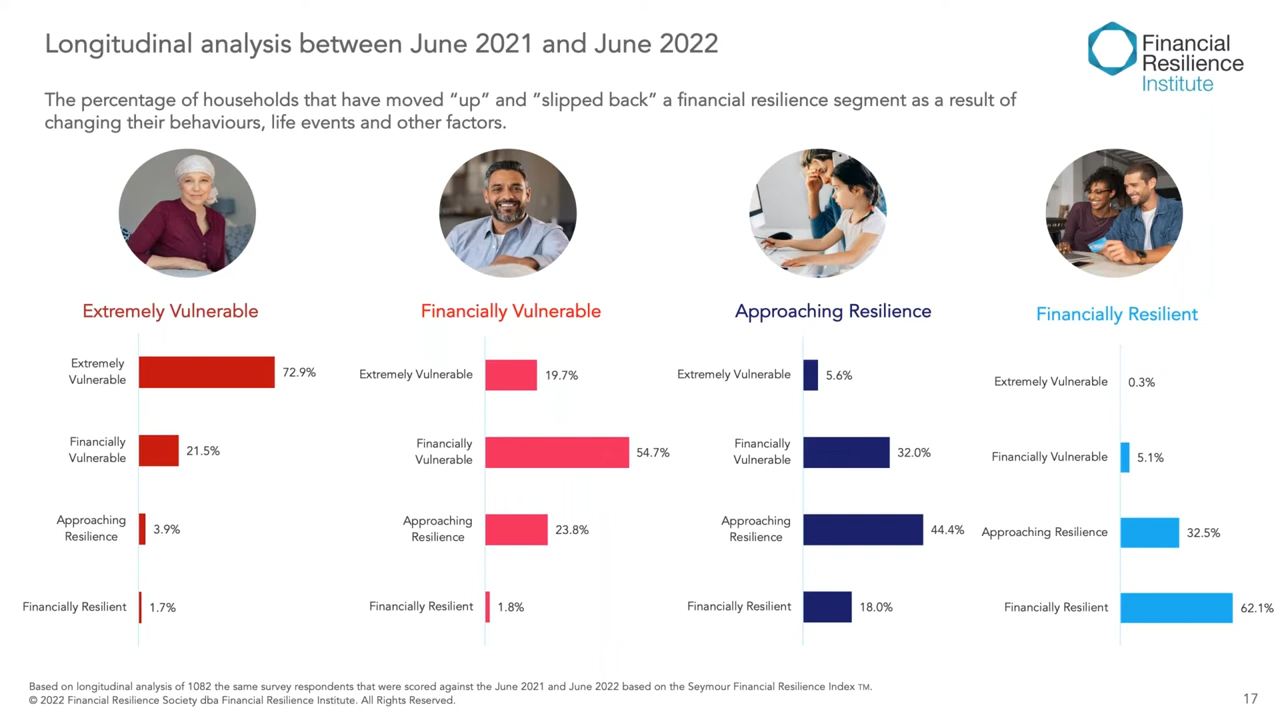 Longitudinal analysis between June 2021 and June 2022
Financial
Resilience
Institute
The percentage of households that have moved “up” and ”slipped back” a financial resilience segment as a result of
changing their behaviours, life events and other factors.
Extremely Vulnerable
Extremely
Vulnerable
72.9%
Financially
Vulnerable
21.5%
Approaching
Resilience
3.9%
Financially Resilient
1.7%
Financially Vulnerable
Extremely Vulnerable
19.7%
Financially
Vulnerable
54.7%
Approaching
Resilience
23.8%
Financially Resilient
1.8%
Approaching Resilience
Extremely Vulnerable
5.6%
Financially
Vulnerable
32.0%
Approaching
Resilience
44.4%
Financially Resilient
18.0%
Financially Resilient
Extremely Vulnerable
0.3%
Financially Vulnerable
5.1%
Approaching Resilience
32.5%
Financially Resilient
62.1%
Based on longitudinal analysis of 1082 the same survey respondents that were scored against the June 2021 and June 2022 based on the Seymour Financial Resilience Index TM.
© 2022 Financial Resilience Society dba Financial Resilience Institute. All Rights Reserved.
17